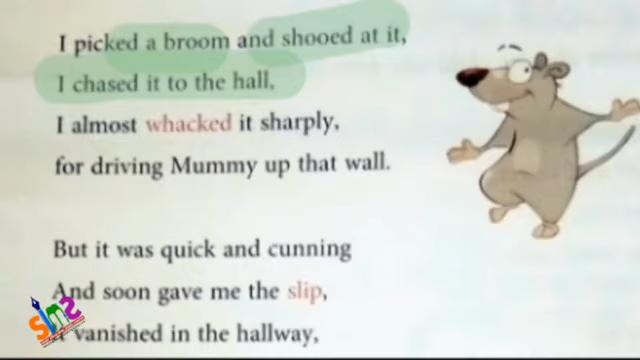 I picked a broom and shooed at it,
I chased it to the hall,
I almost whacked it sharply,
for driving Mummy up that wall.
But it was quick and cunning
And soon gave me the slip,
vanished in the hallway,